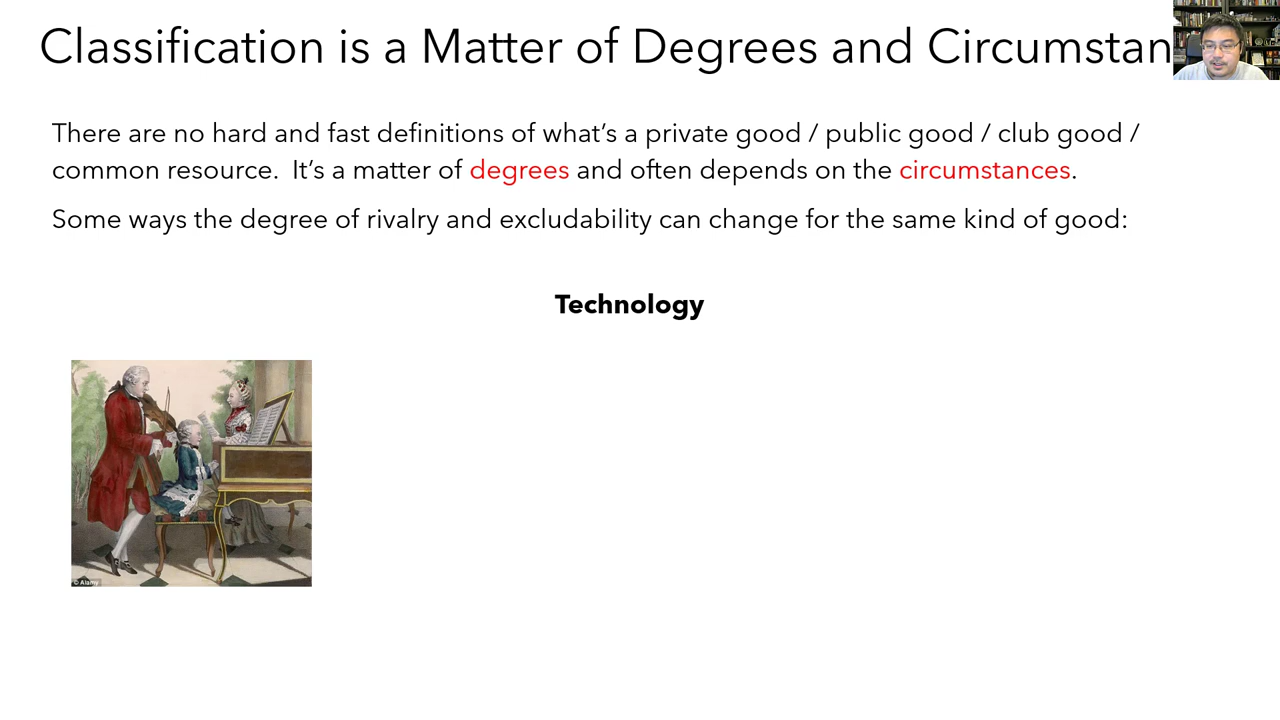 Classification is a Matter of Degrees and Circumstan
There are no hard and fast definitions of what's a private good / public good / club good /
common resource.  It's a matter of degrees and often depends on the circumstances.
Some ways the degree of rivalry and excludability can change for the same kind of good:
Technology
© Alamy